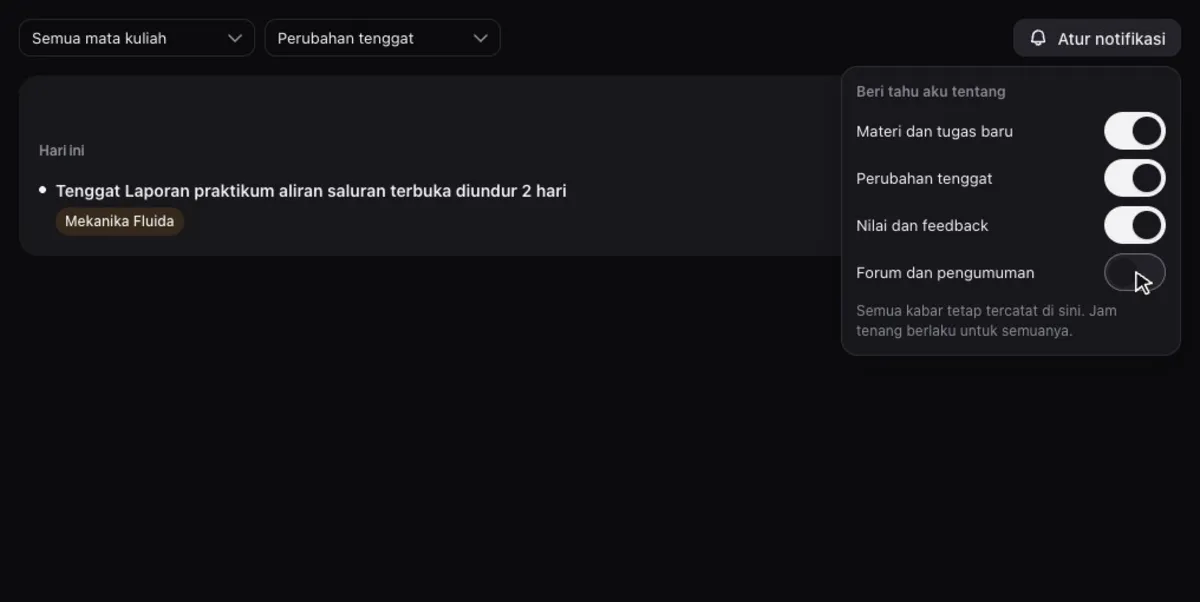 Semua mata kuliah
Perubahan tenggat
Atur notifikasi
Hari ini
Tenggat Laporan praktikum aliran saluran terbuka diundur 2 hari
Mekanika Fluida
Beri tahu aku tentang
Materi dan tugas baru
Perubahan tenggat
Nilai dan feedback
Forum dan pengumuman
Semua kabar tetap tercatat di sini. Jam
tenang berlaku untuk semuanya.